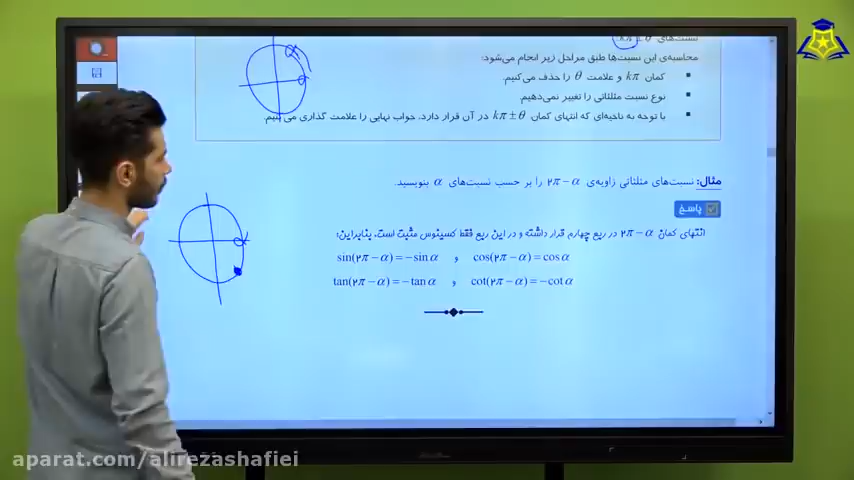 نسبت‌های kπ ± θ
محاسبه‌ی این نسبت‌ها طبق مراحل زیر انجام می‌شود:
کمان kπ و علامت θ را حذف می‌کنیم.
نوع نسبت مثلثاتی را تغییر نمی‌دهیم.
با توجه به ناحیه‌ای که انتهای کمان kπ±θ در آن قرار دارد، جواب نهایی را علامت گذاری می کنیم.
مثال: نسبت‌های مثلثاتی زاویه‌ی ۲π−α را بر حسب نسبت‌های α بنویسید.
پاسخ
انتهای کمان ۲π−α در ربع چهارم قرار داشته و در این ربع فقط کسینوس مثبت است. بنابراین:
sin(۲π−α)=−sin α و cos(۲π−α)=cos α
tan(۲π−α)=−tan α و cot(۲π−α)=−cot α
aparat.com/alirezashafiei